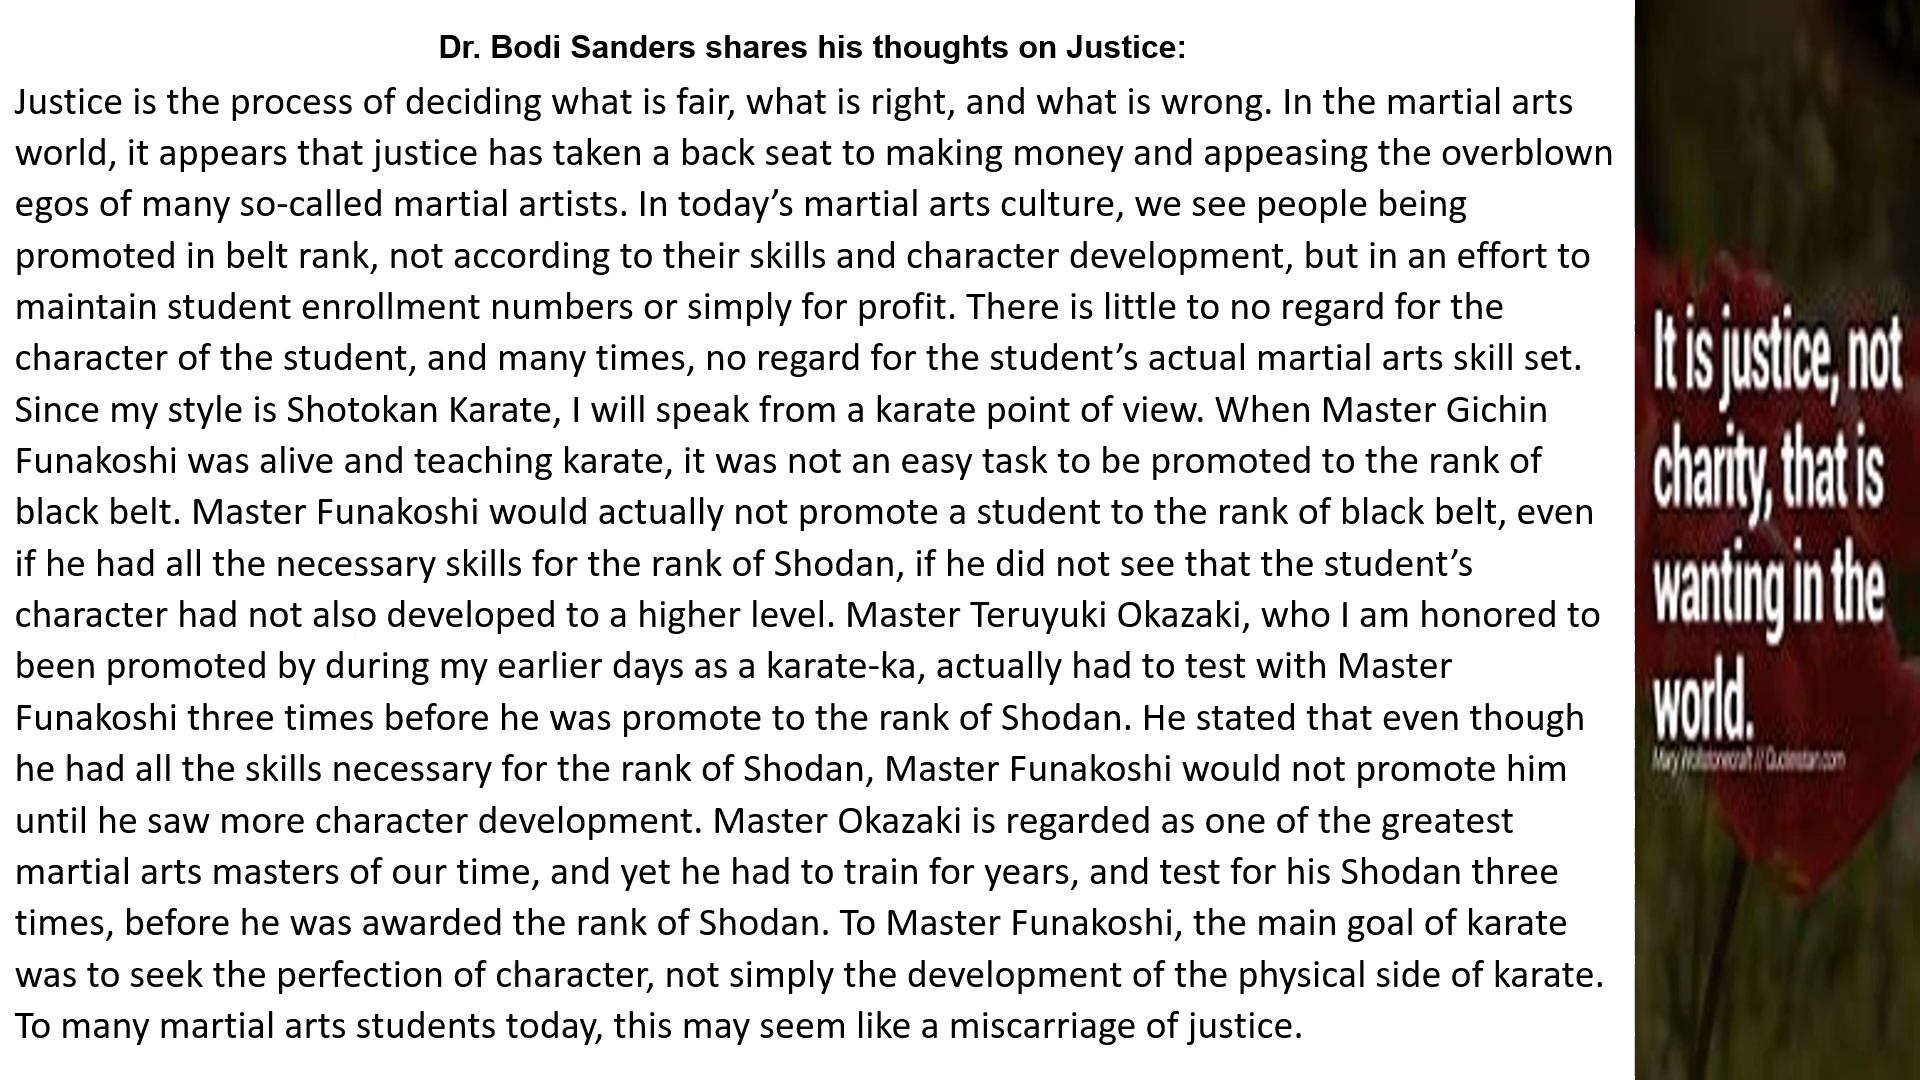 Dr. Bodi Sanders shares his thoughts on Justice:
Justice is the process of deciding what is fair, what is right, and what is wrong. In the martial arts
world, it appears that justice has taken a back seat to making money and appeasing the overblown
egos of many so-called martial artists. In today’s martial arts culture, we see people being
promoted in belt rank, not according to their skills and character development, but in an effort to
maintain student enrollment numbers or simply for profit. There is little to no regard for the
character of the student, and many times, no regard for the student’s actual martial arts skill set.
Since my style is Shotokan Karate, I will speak from a karate point of view. When Master Gichin
Funakoshi was alive and teaching karate, it was not an easy task to be promoted to the rank of
black belt. Master Funakoshi would actually not promote a student to the rank of black belt, even
if he had all the necessary skills for the rank of Shodan, if he did not see that the student’s
character had not also developed to a higher level. Master Teruyuki Okazaki, who I am honored to
been promoted by during my earlier days as a karate-ka, actually had to test with Master
Funakoshi three times before he was promote to the rank of Shodan. He stated that even though
he had all the skills necessary for the rank of Shodan, Master Funakoshi would not promote him
until he saw more character development. Master Okazaki is regarded as one of the greatest
martial arts masters of our time, and yet he had to train for years, and test for his Shodan three
times, before he was awarded the rank of Shodan. To Master Funakoshi, the main goal of karate
was to seek the perfection of character, not simply the development of the physical side of karate.
To many martial arts students today, this may seem like a miscarriage of justice.
It is justice, not
charity, that is
wanting in the
world.
Mary Wollstonecraft //